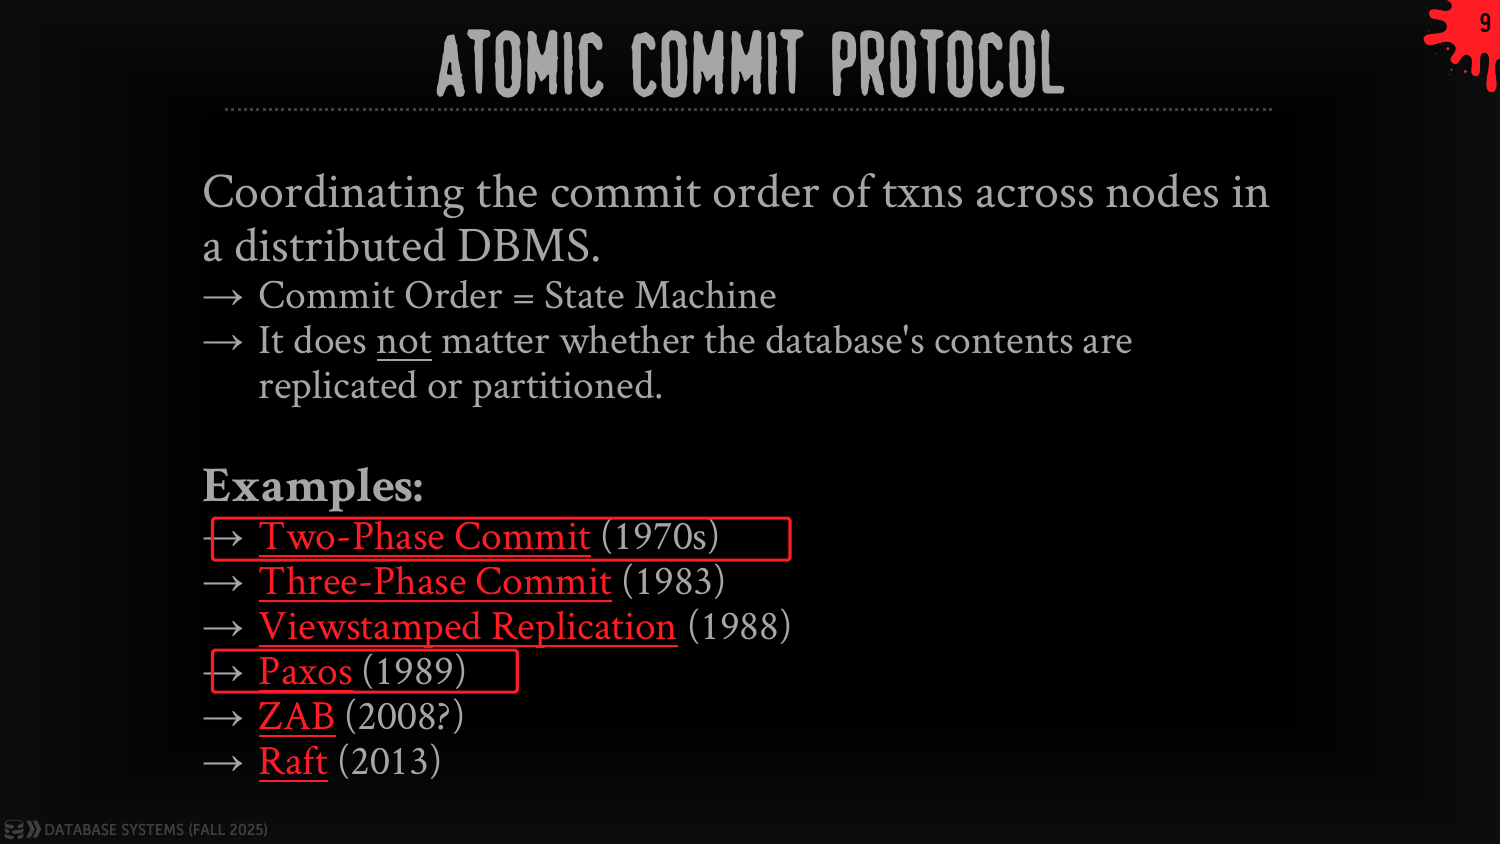 9
ATOMIC COMMIT PROTOCOL
Coordinating the commit order of txns across nodes in
a distributed DBMS.
→ Commit Order = State Machine
→ It does not matter whether the database's contents are
replicated or partitioned.
Examples:
→ Two-Phase Commit (1970s)
→ Three-Phase Commit (1983)
→ Viewstamped Replication (1988)
→ Paxos (1989)
→ ZAB (2008?)
→ Raft (2013)
DATABASE SYSTEMS (FALL 2025)